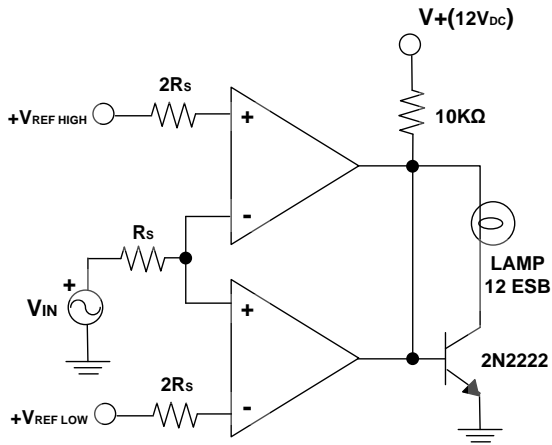 V+(12VDC)
2RS
+VREF HIGH
+
10KΩ
-
RS
LAMP
12 ESB
+
VIN
+
2N2222
2RS
+VREF LOW
-